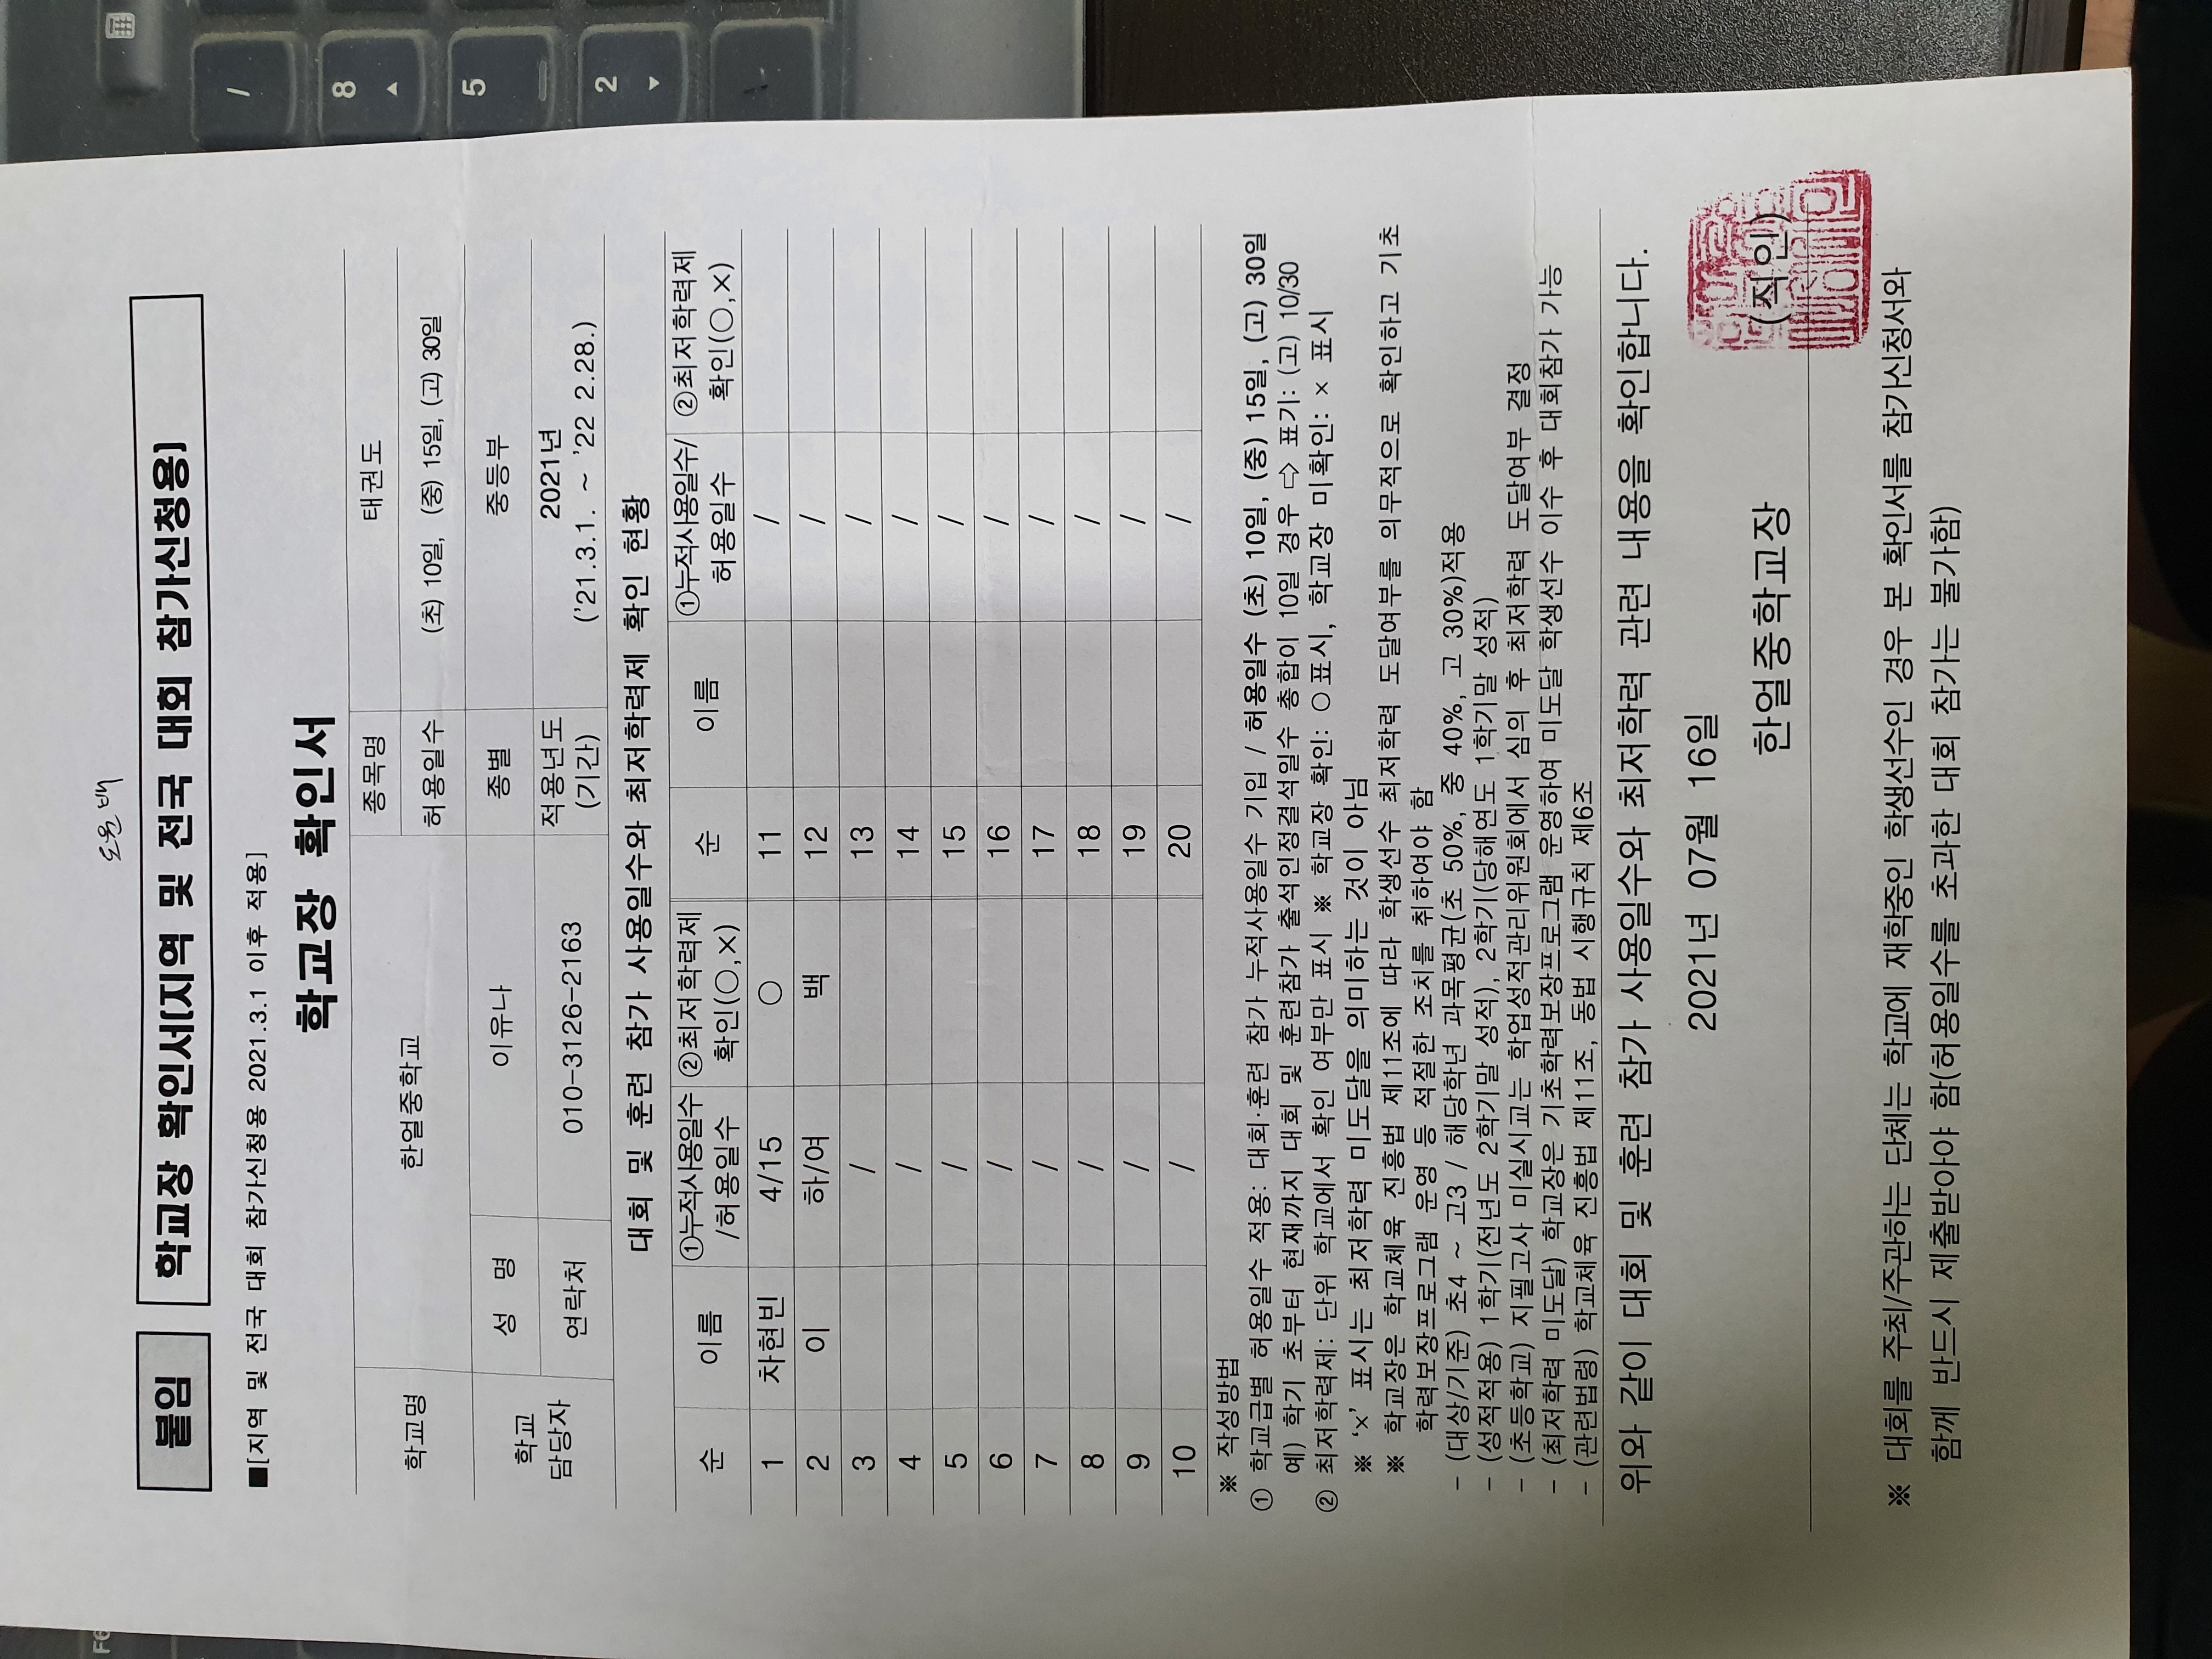 도원배
붙임 학교장 확인서(지역 및 전국 대회 참가신청용)
■[지역 및 전국 대회 참가신청용 2021.3.1 이후 적용]
학교장 확인서
학교명 한얼중학교 종목명 태권도
허용일수 (초) 10일, (중) 15일, (고) 30일
학교 담당자 성 명 이유나 종별 중등부
연락처 010-3126-2163 적용년도 (기간) 2021년 ('21.3.1. ~ '22 2.28.)
대회 및 훈련 참가 사용일수와 최저학력제 확인 현황
순 이름 ①누적사용일수/허용일수 ②최저학력제 확인(○,×) 순 이름 ①누적사용일수/허용일수 ②최저학력제 확인(○,×)
1 차현빈 4/15 ○ 11 /
2 이 하/여 백 12 /
3 / 13 /
4 / 14 /
5 / 15 /
6 / 16 /
7 / 17 /
8 / 18 /
9 / 19 /
10 / 20 /
※ 작성방법
① 학교급별 허용일수 적용: 대회·훈련 참가 누적사용일수 기입 / 허용일수 (초) 10일, (중) 15일, (고) 30일
예) 학기 초부터 현재까지 대회 및 훈련참가 출석인정결석일수 총합이 10일 경우 ⇨ 표기: (고) 10/30
② 최저학력제: 단위 학교에서 확인 여부만 표시 ※ 학교장 확인: ○표시, 학교장 미확인: × 표시
※ '×' 표시는 최저학력 미도달을 의미하는 것이 아님
※ 학교장은 학교체육 진흥법 제11조에 따라 학생선수 최저학력 도달여부를 의무적으로 확인하고 기초
학력보장프로그램 운영 등 적절한 조치를 취하여야 함
- (대상/기준) 초4 ~ 고3 / 해당학년 과목평균(초 50%, 중 40%, 고 30%)적용
- (성적적용) 1학기(전년도 2학기말 성적), 2학기(당해연도 1학기말 성적)
- (초등학교) 지필고사 미실시교는 학업성적관리위원회에서 심의 후 최저학력 도달여부 결정
- (최저학력 미도달) 학교장은 기초학력보장프로그램 운영하여 미도달 학생선수 이수 후 대회참가 가능
- (관련법령) 학교체육 진흥법 제11조, 동법 시행규칙 제6조
위와 같이 대회 및 훈련 참가 사용일수와 최저학력 관련 내용을 확인합니다.
2021년 07월 16일
한얼중학교장 (직인)
※ 대회를 주최/주관하는 단체는 학교에 재학중인 학생선수인 경우 본 확인서를 참가신청서와
함께 반드시 제출받아야 함(허용일수를 초과한 대회 참가는 불가함)
/
8
5
2
F6